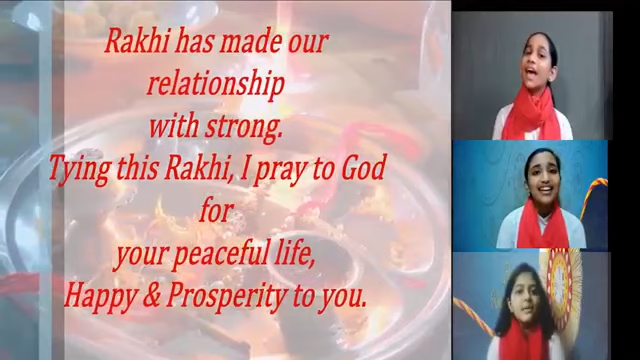 Rakhi has made our
relationship
with strong.
Tying this Rakhi, I pray to God
for
your peaceful life,
Happy & Prosperity to you.